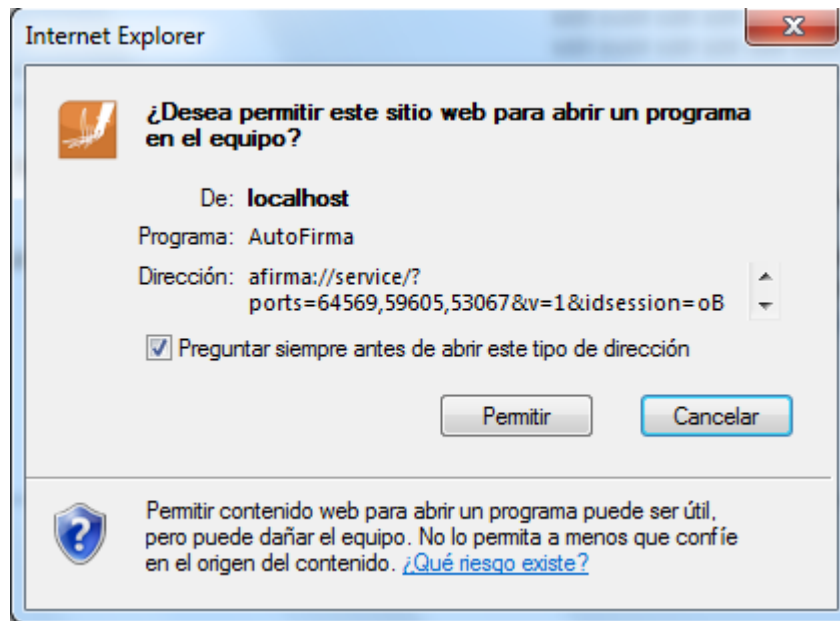 Internet Explorer
¿Desea permitir este sitio web para abrir un programa
en el equipo?
De: localhost
Programa: AutoFirma
Dirección: afirma://service/?
ports=64569,59605,53067&v=1&idsession=oB
Preguntar siempre antes de abrir este tipo de dirección
Permitir Cancelar
Permitir contenido web para abrir un programa puede ser útil,
pero puede dañar el equipo. No lo permita a menos que confíe
en el origen del contenido. ¿Qué riesgo existe?